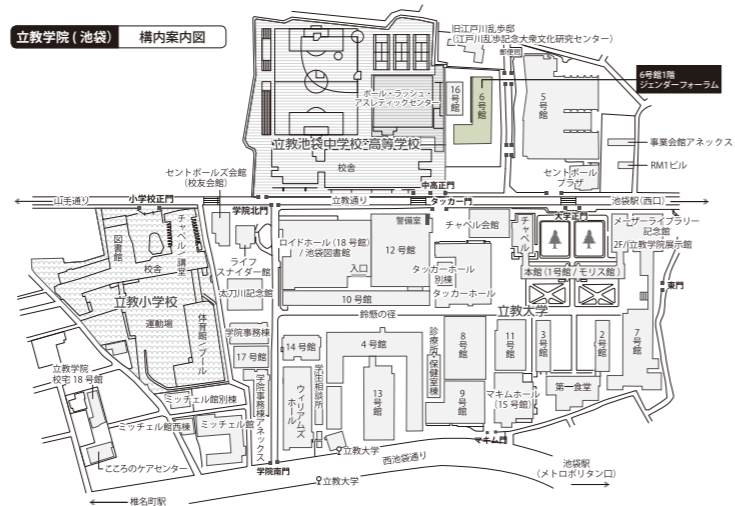 立教学院(池袋) 構内案内図
旧江戸川乱歩邸
(江戸川乱歩記念大衆文化研究センター)
郵便局
6号館1階
ジェンダーフォーラム
ポール・ラッシュ・
アスレティックセンター
16号館
6号館
5号館
立教池袋中学校・高等学校
校舎
事業会館アネックス
RM1ビル
セントポールズ会館
(校友会館)
セントポール
プラザ
中高正門
山手通り
小学校正門
立教通り
タッカー門
池袋駅(西口)
学院北門
大学正門
警備室
チャペル会館
チャペル
メーザーライブラリー
記念館
2F/立教学院展示館
図書館
チャペル/講堂
校舎
ライフ
スナイダー館
ロイドホール(18号館)
/池袋図書館
12号館
入口
タッカーホール
別棟
タッカーホール
本館(1号館/モリス館)
東門
太刀川記念館
10号館
立教小学校
運動場
体育館/プール
鈴懸の径
立教大学
学院事務棟
17号館
14号館
4号館
診療所・保健室棟
8号館
11号館
3号館
2号館
7号館
立教学院
校宅18号館
ミッチェル館別棟
学院事務棟アネックス
ウィリアムズ
ホール
学生相談所
13号館
9号館
マキムホール
(15号館)
第一食堂
ミッチェル館西棟
ミッチェル館
マキム門
こころのケアセンター
学院南門
立教大学
西池袋通り
立教大学
池袋駅
(メトロポリタン口)
椎名町駅